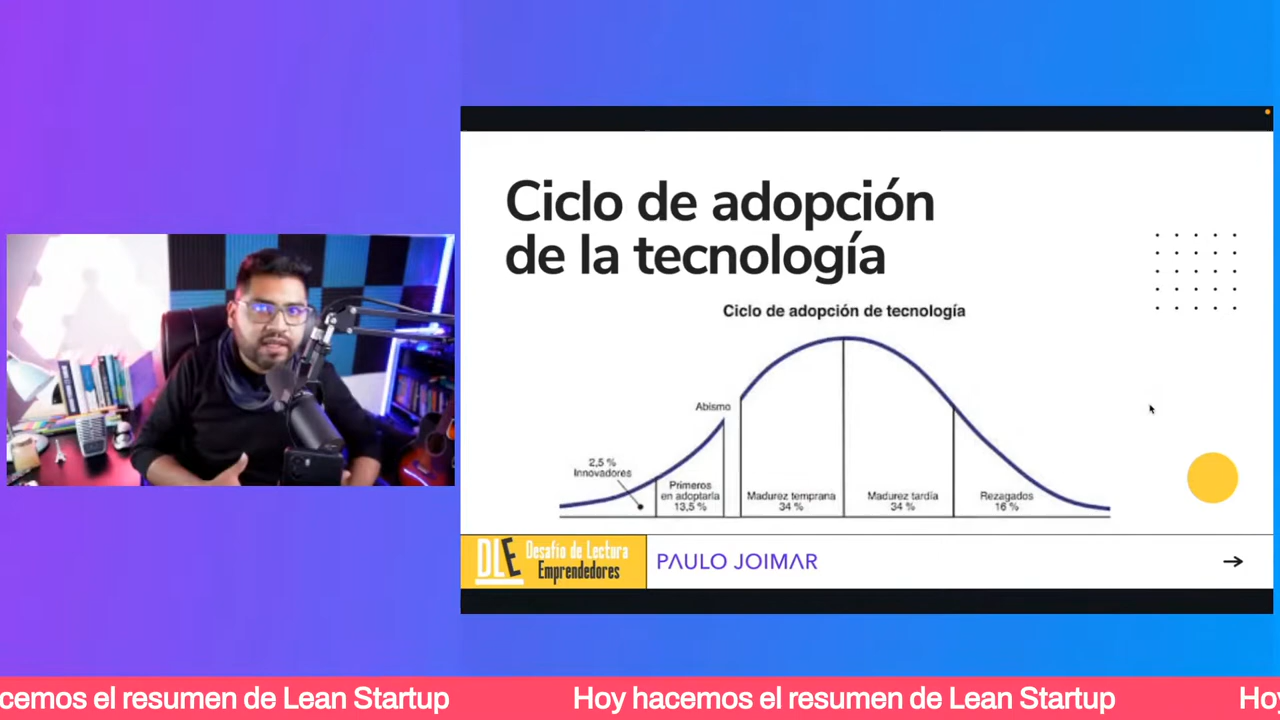 Ciclo de adopción
de la tecnología
Ciclo de adopción de tecnología
Abismo
2,5 %
Innovadores
Primeros
en adoptarla
13,5 %
Madurez temprana
34 %
Madurez tardía
34 %
Rezagados
16 %
DLE
Desafío de Lectura
Emprendedores
PAULO JOIMAR
cemos el resumen de Lean Startup
Hoy hacemos el resumen de Lean Startup
Hoy